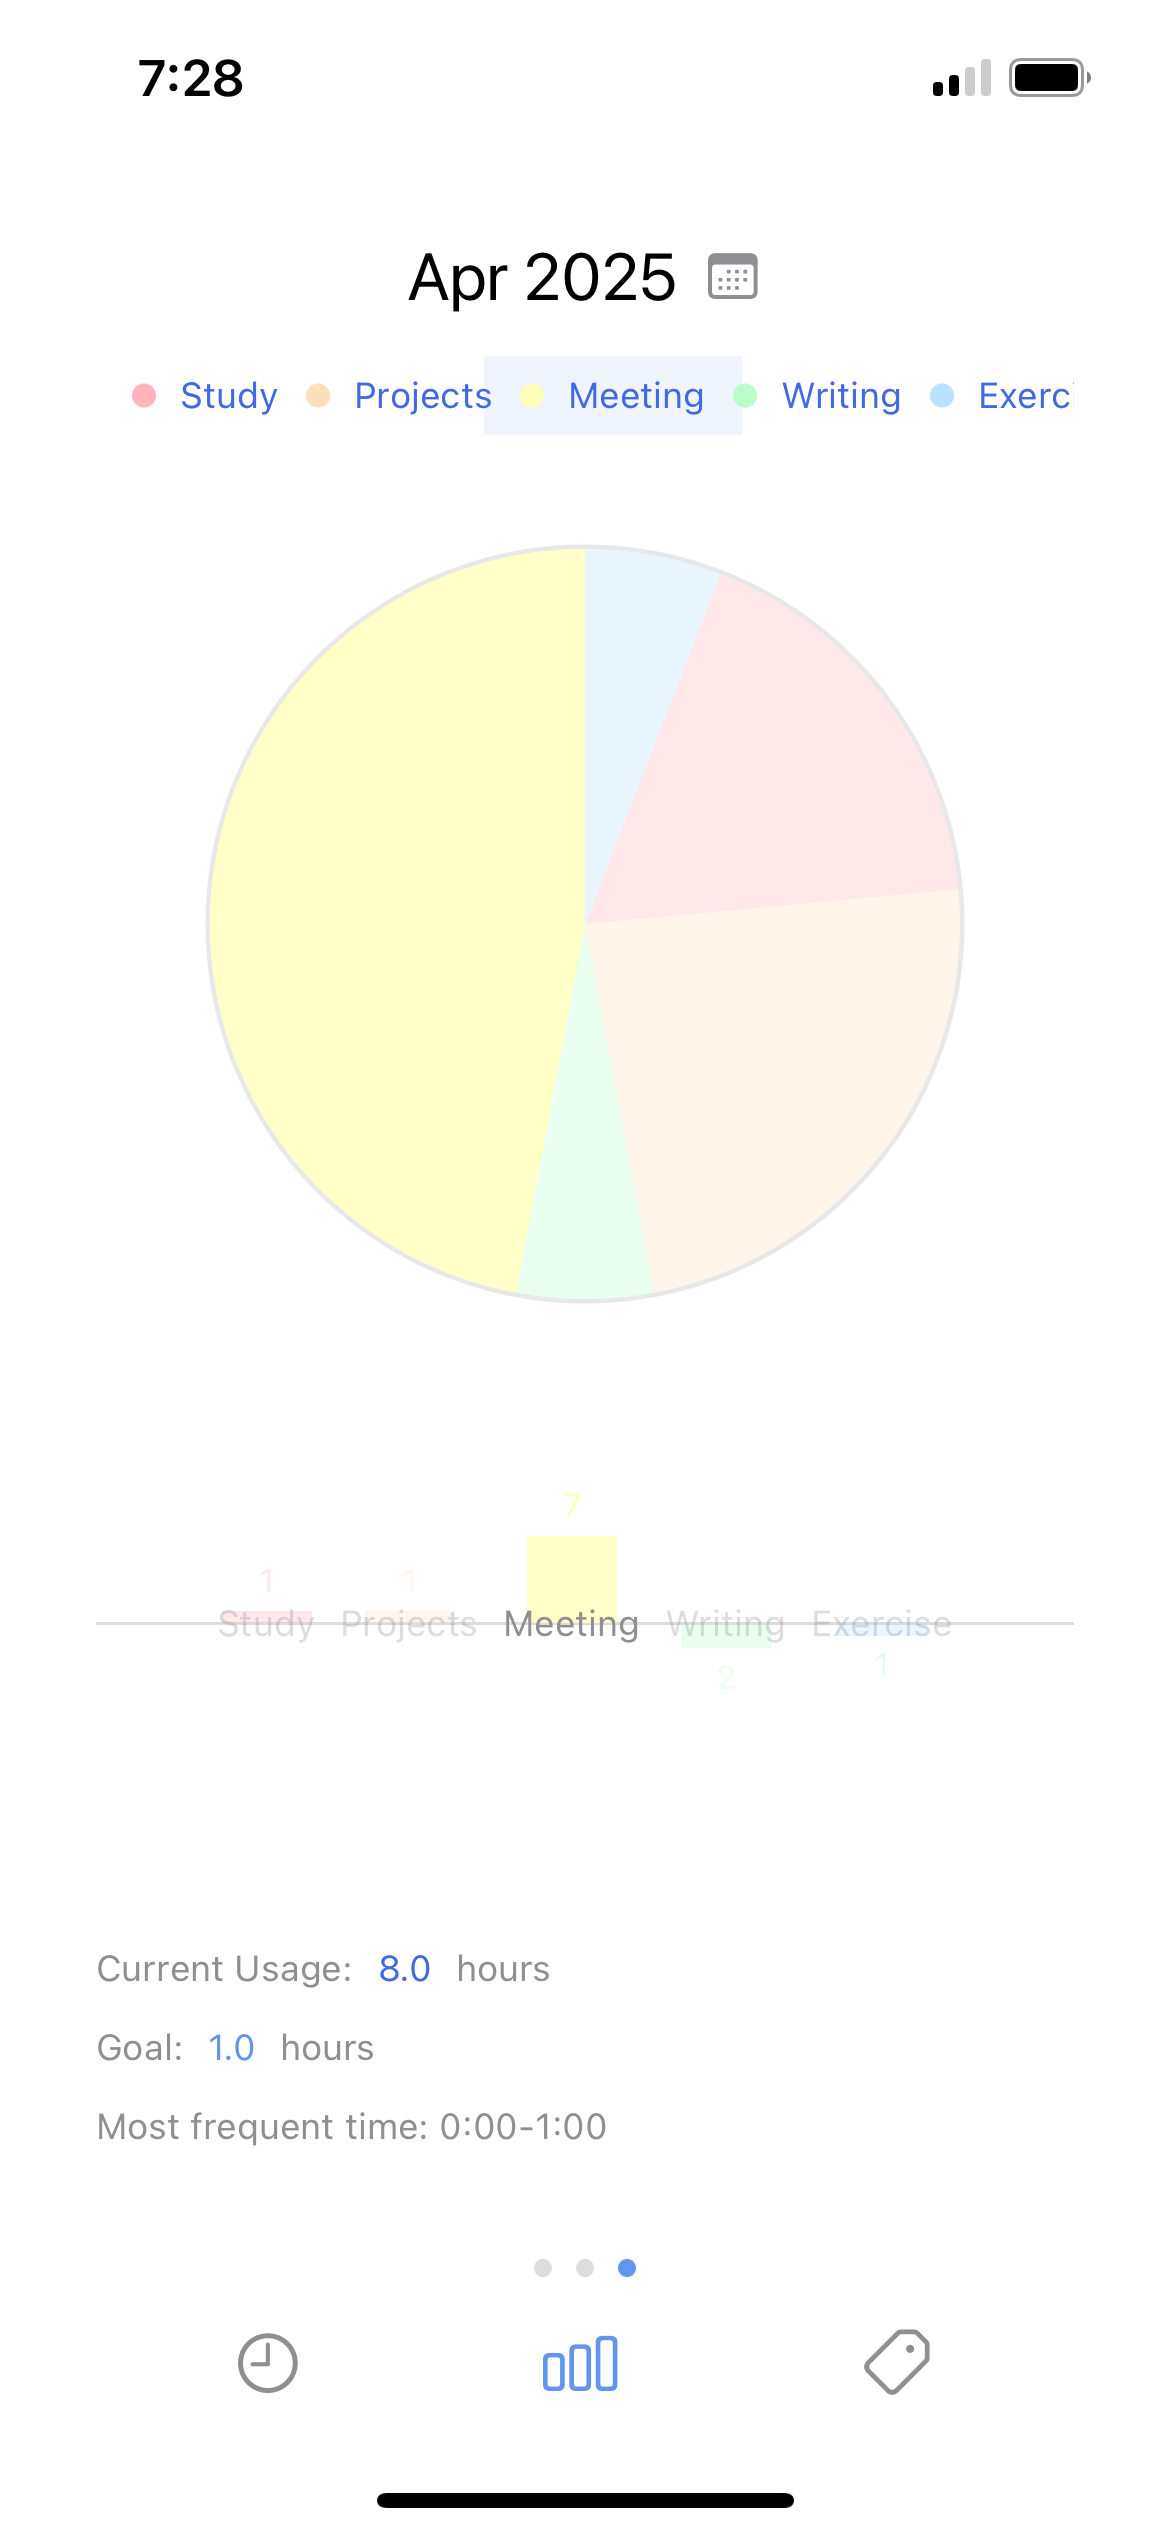 7:28
Apr 2025
Study Projects Meeting Writing Exerci
7
1 1
Study Projects Meeting Writing Exercise
2 1
Current Usage: 8.0 hours
Goal: 1.0 hours
Most frequent time: 0:00-1:00